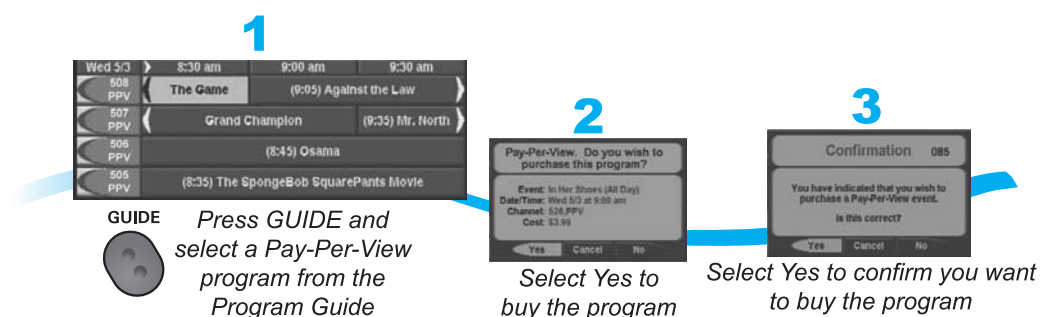 1
Wed 5/3 8:30 am 9:00 am 9:30 am
508 PPV The Game (9:05) Against the Law
507 PPV Grand Champion (9:35) Mr. North
506 PPV (8:45) Osama
505 PPV (8:35) The SpongeBob SquarePants Movie
GUIDE
Press GUIDE and
select a Pay-Per-View
program from the
Program Guide
2
Pay-Per-View. Do you wish to
purchase this program?
Event: In Her Shoes (All Day)
Date/Time: Wed 5/3 at 9:00 am
Channel: 526,PPV
Cost: $3.99
Yes Cancel No
Select Yes to
buy the program
3
Confirmation 085
You have indicated that you wish to
purchase a Pay-Per-View event.
Is this correct?
Yes Cancel No
Select Yes to confirm you want
to buy the program